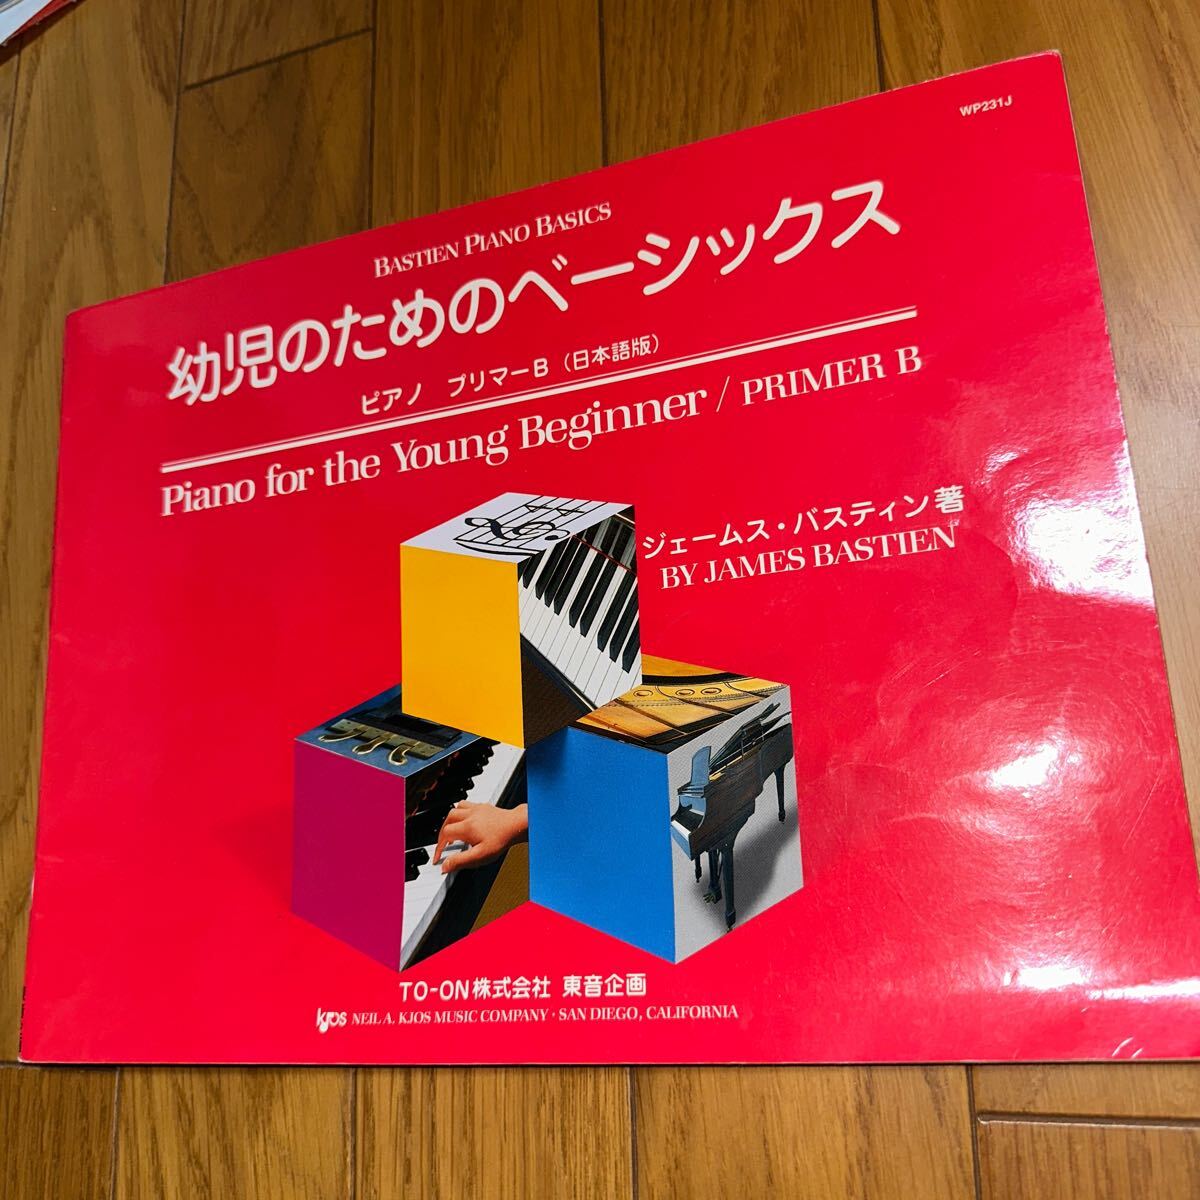 WP231J
BASTIEN PIANO BASICS
幼児のためのベーシックス
ピアノ プリマーB（日本語版）
Piano for the Young Beginner / PRIMER B
ジェームス・バスティン著
BY JAMES BASTIEN
TO-ON株式会社 東音企画
kjos NEIL A. KJOS MUSIC COMPANY・SAN DIEGO, CALIFORNIA